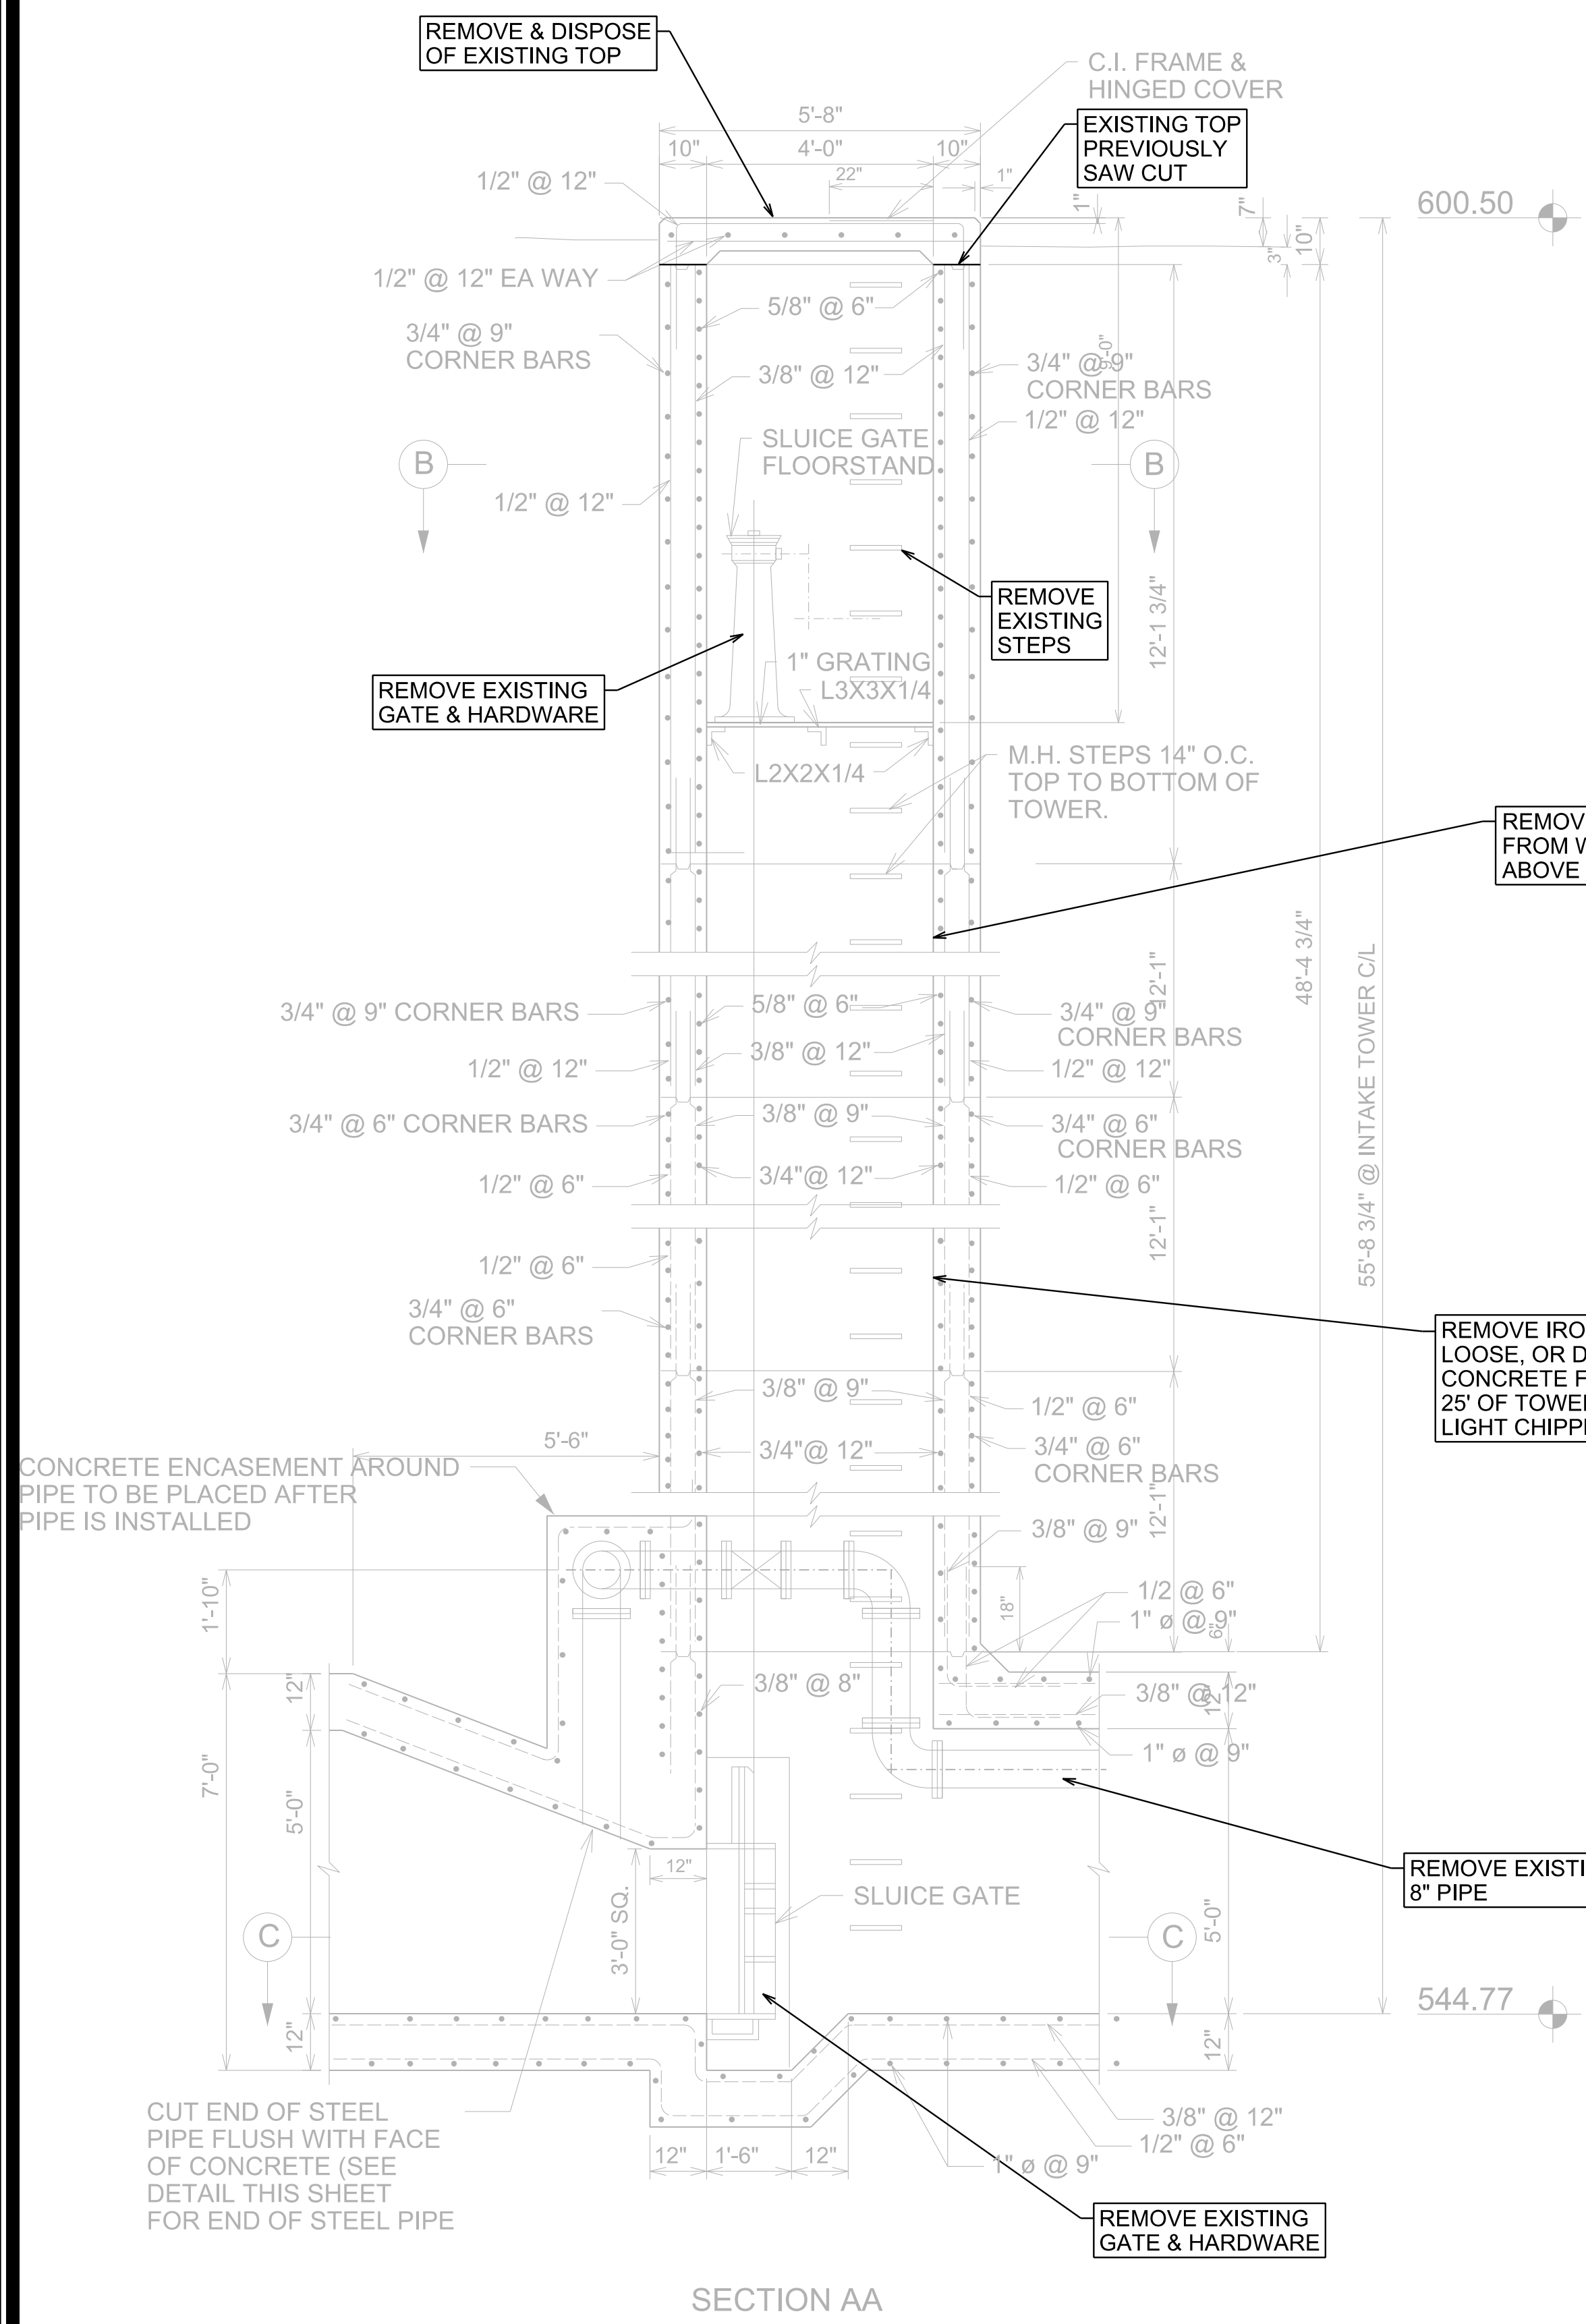 REMOVE & DISPOSE
OF EXISTING TOP
C.I. FRAME &
HINGED COVER
5'-8"
EXISTING TOP
PREVIOUSLY
SAW CUT
10"
4'-0"
10"
1/2" @ 12"
22"
1"
1"
7"
600.50
3"
10"
1/2" @ 12" EA WAY
5/8" @ 6"
3/4" @ 9"
CORNER BARS
3/8" @ 12"
9'-0"
3/4" @ 9"
CORNER BARS
1/2" @ 12"
SLUICE GATE
FLOORSTAND
B
B
1/2" @ 12"
REMOVE
EXISTING
STEPS
12'-1 3/4"
1" GRATING
L3X3X1/4
REMOVE EXISTING
GATE & HARDWARE
L2X2X1/4
M.H. STEPS 14" O.C.
TOP TO BOTTOM OF
TOWER.
REMOV
FROM W
ABOVE
48'-4 3/4"
55'-8 3/4" @ INTAKE TOWER C/L
12'-1"
3/4" @ 9" CORNER BARS
5/8" @ 6"
3/4" @ 9"
CORNER BARS
1/2" @ 12"
3/8" @ 12"
1/2" @ 12"
3/4" @ 6" CORNER BARS
3/8" @ 9"
3/4" @ 6"
CORNER BARS
1/2" @ 6"
3/4"@ 12"
1/2" @ 6"
12'-1"
1/2" @ 6"
3/4" @ 6"
CORNER BARS
REMOVE IRO
LOOSE, OR D
CONCRETE F
25' OF TOWE
LIGHT CHIPP
3/8" @ 9"
1/2" @ 6"
5'-6"
3/4"@ 12"
3/4" @ 6"
CORNER BARS
CONCRETE ENCASEMENT AROUND
PIPE TO BE PLACED AFTER
PIPE IS INSTALLED
12'-1"
3/8" @ 9"
1'-10"
18"
1/2 @ 6"
1" ø @ 9"
6"
12"
3/8" @ 8"
3/8" @ 12"
12"
1" ø @ 9"
7'-0"
5'-0"
REMOVE EXISTI
8" PIPE
12"
SLUICE GATE
3'-0" SQ.
C
C
5'-0"
544.77
12"
12"
CUT END OF STEEL
PIPE FLUSH WITH FACE
OF CONCRETE (SEE
DETAIL THIS SHEET
FOR END OF STEEL PIPE
3/8" @ 12"
1/2" @ 6"
12"
1'-6"
12"
1" ø @ 9"
REMOVE EXISTING
GATE & HARDWARE
SECTION AA